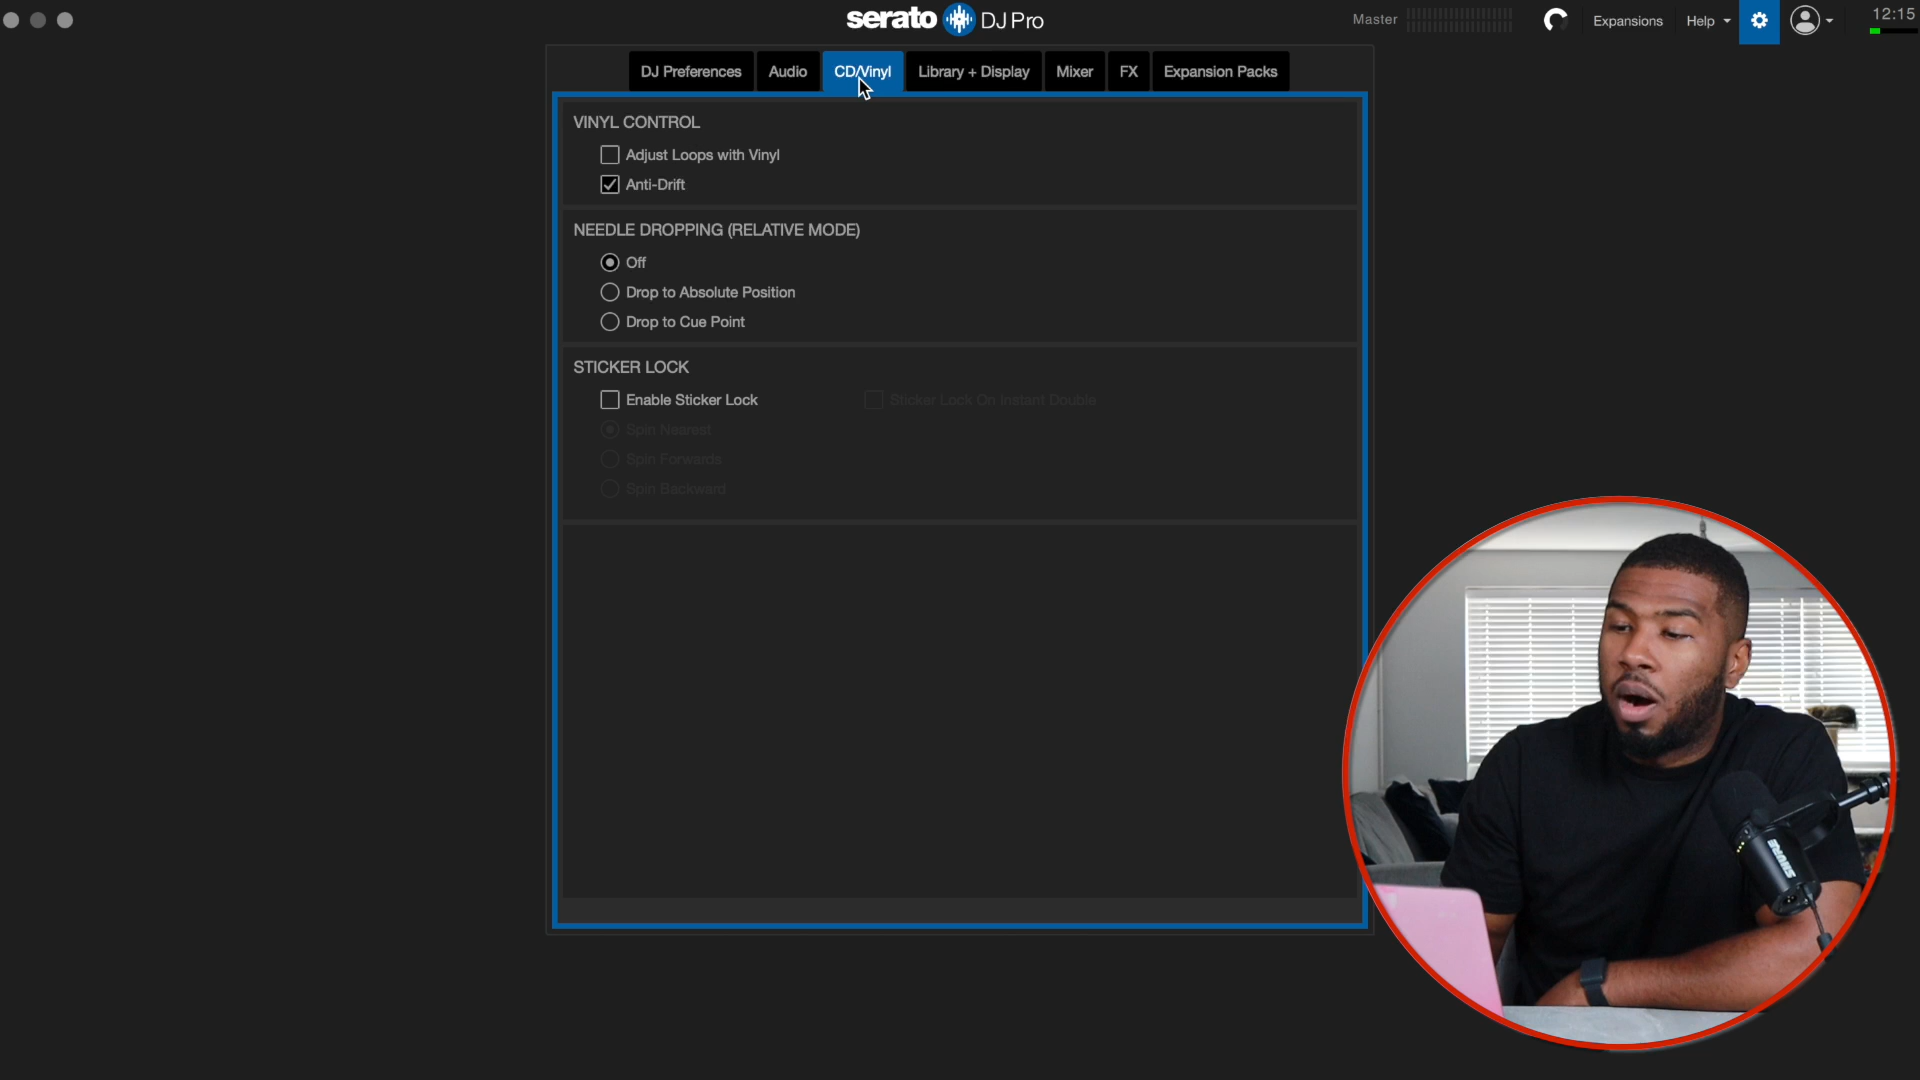 serato DJ Pro
Master
Expansions
Help
12:15
DJ Preferences
Audio
CD/Vinyl
Library + Display
Mixer
FX
Expansion Packs
VINYL CONTROL
Adjust Loops with Vinyl
Anti-Drift
NEEDLE DROPPING (RELATIVE MODE)
Off
Drop to Absolute Position
Drop to Cue Point
STICKER LOCK
Enable Sticker Lock
Sticker Lock On Instant Double
Spin Nearest
Spin Forwards
Spin Backward
SHURE